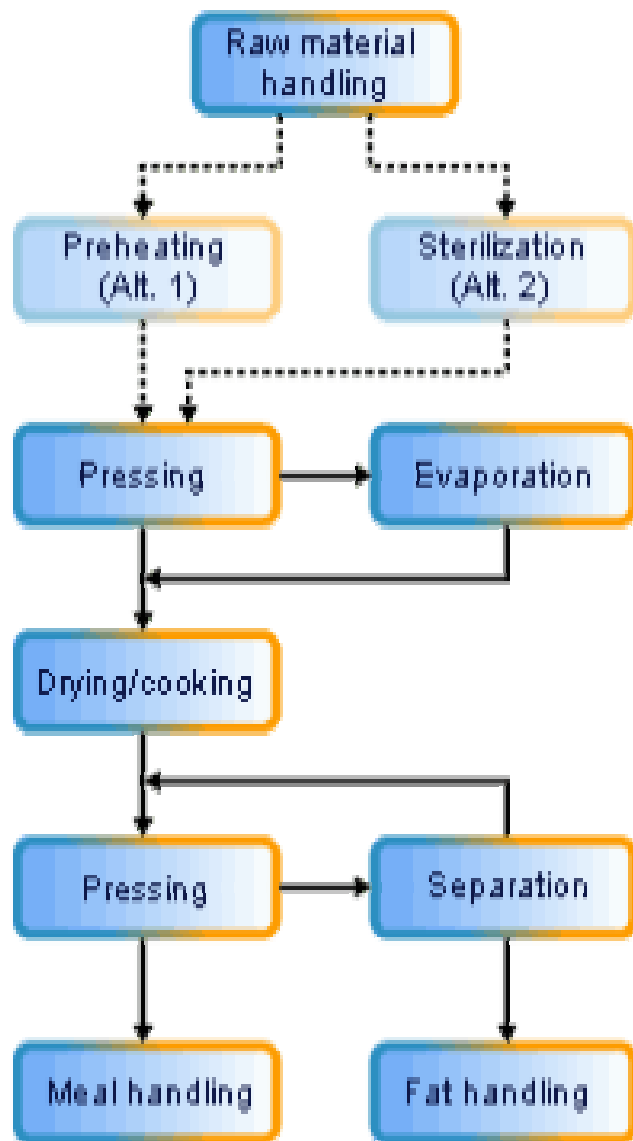 Raw material
handling
Preheating
(Alt. 1)
Sterilization
(Alt. 2)
Pressing
Evaporation
Drying/cooking
Pressing
Separation
Meal handling
Fat handling